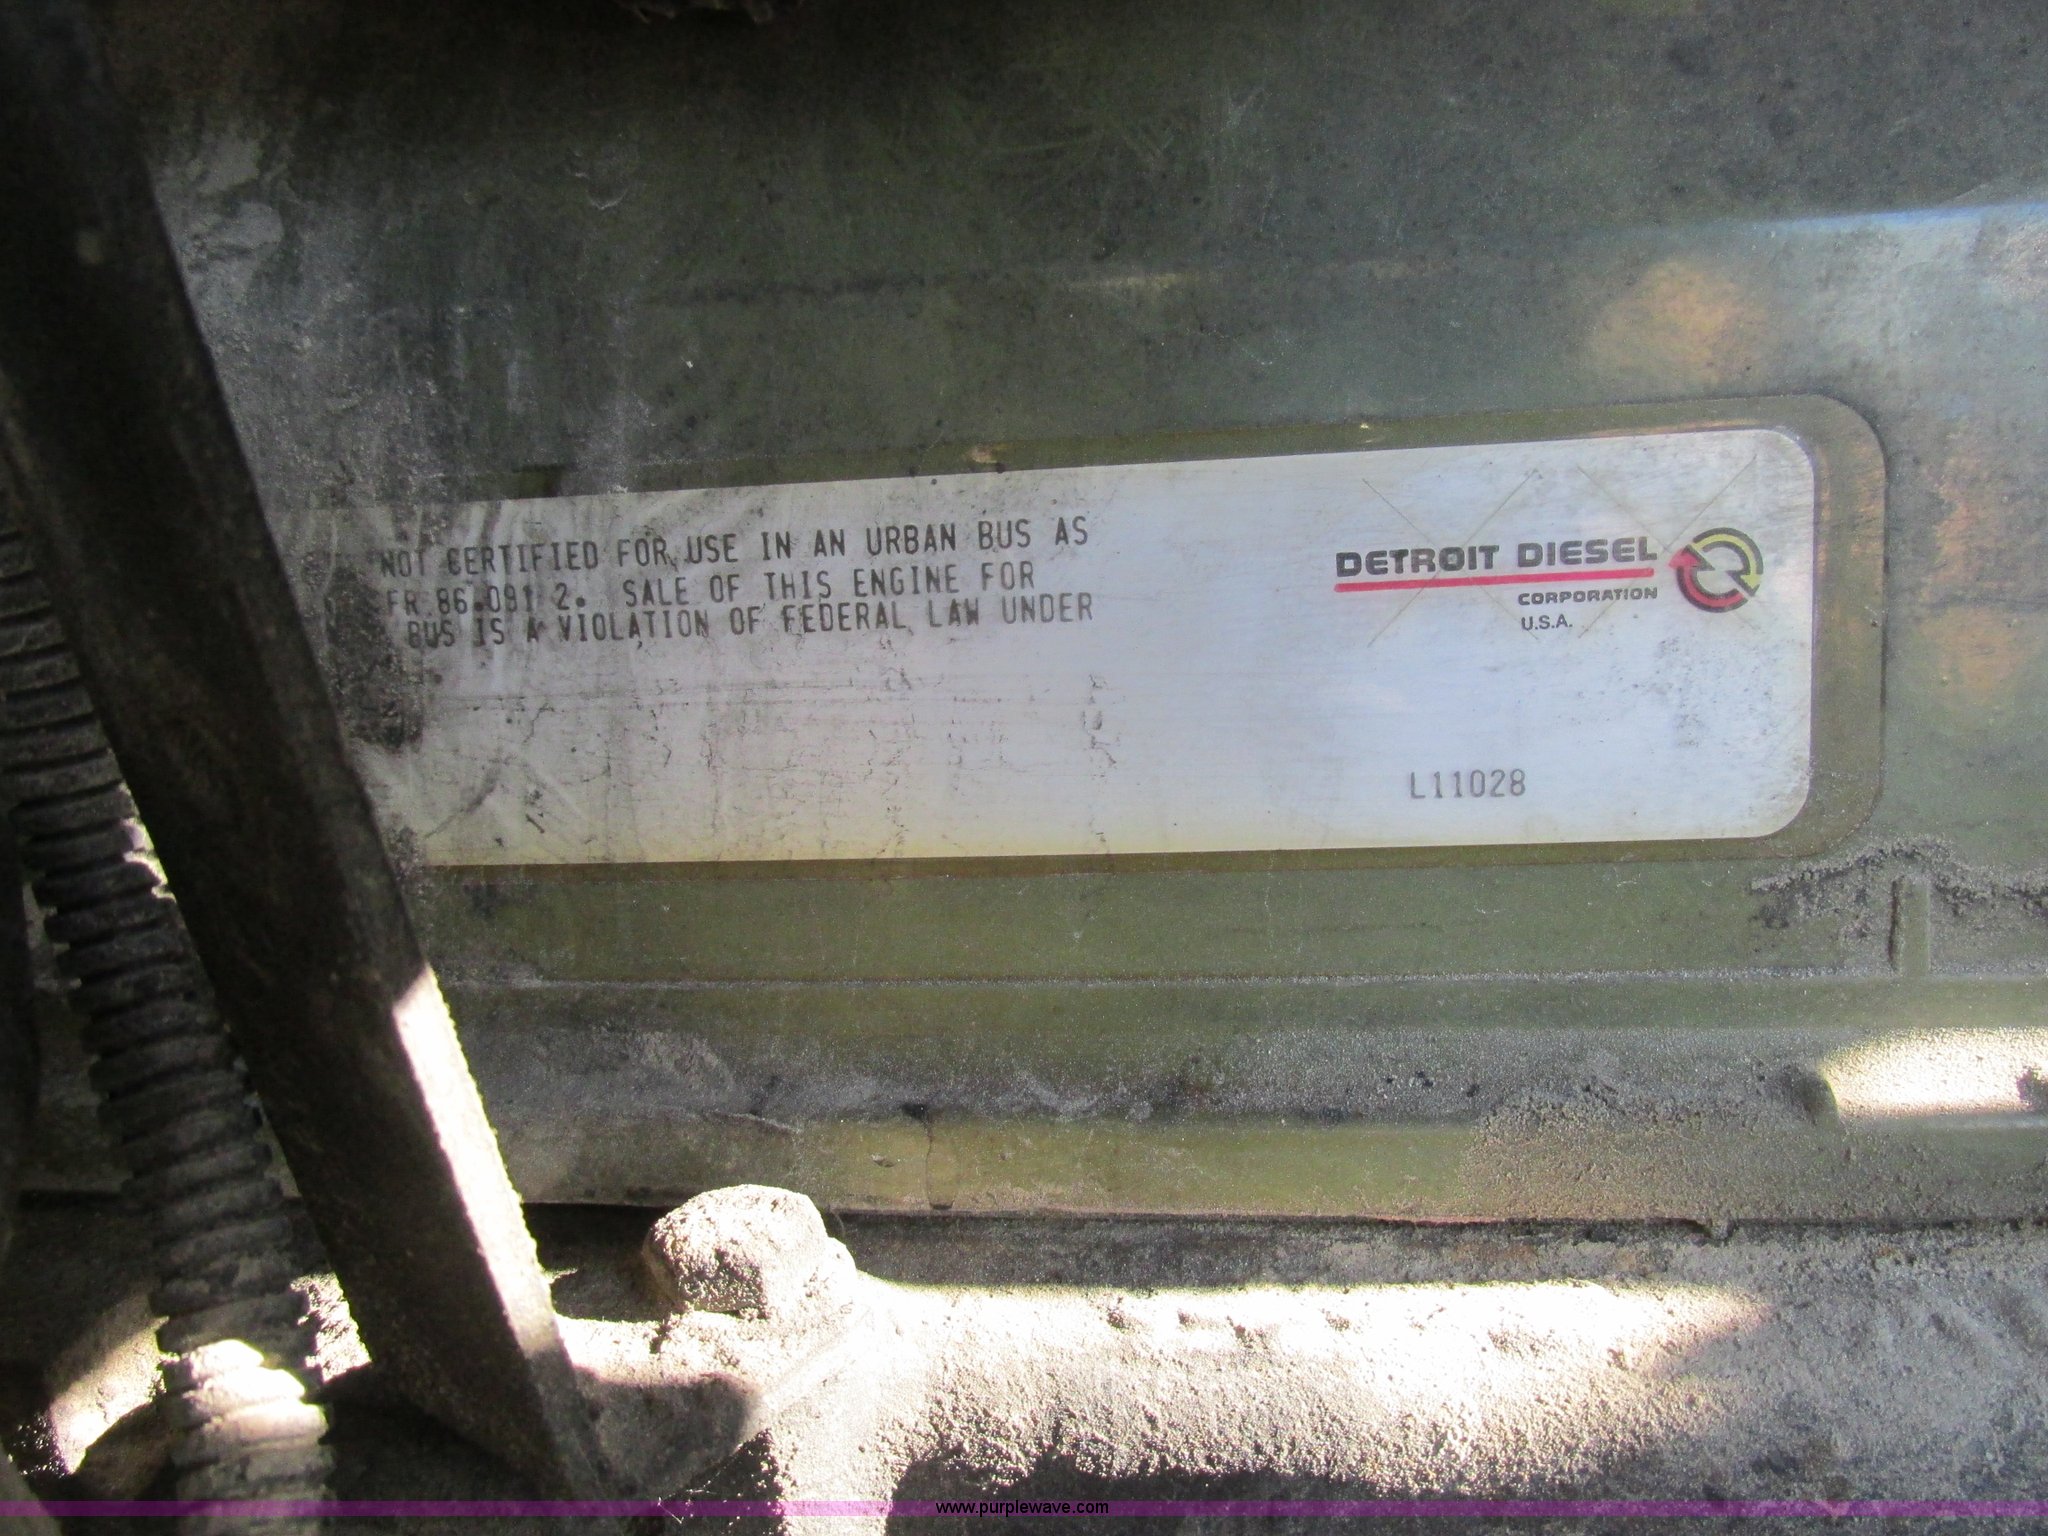 NOT CERTIFIED FOR USE IN AN URBAN BUS AS
FR 86.091 2. SALE OF THIS ENGINE FOR
BUS IS A VIOLATION OF FEDERAL LAW UNDER
DETROIT DIESEL
CORPORATION
U.S.A.
L11028
www.purplewave.com